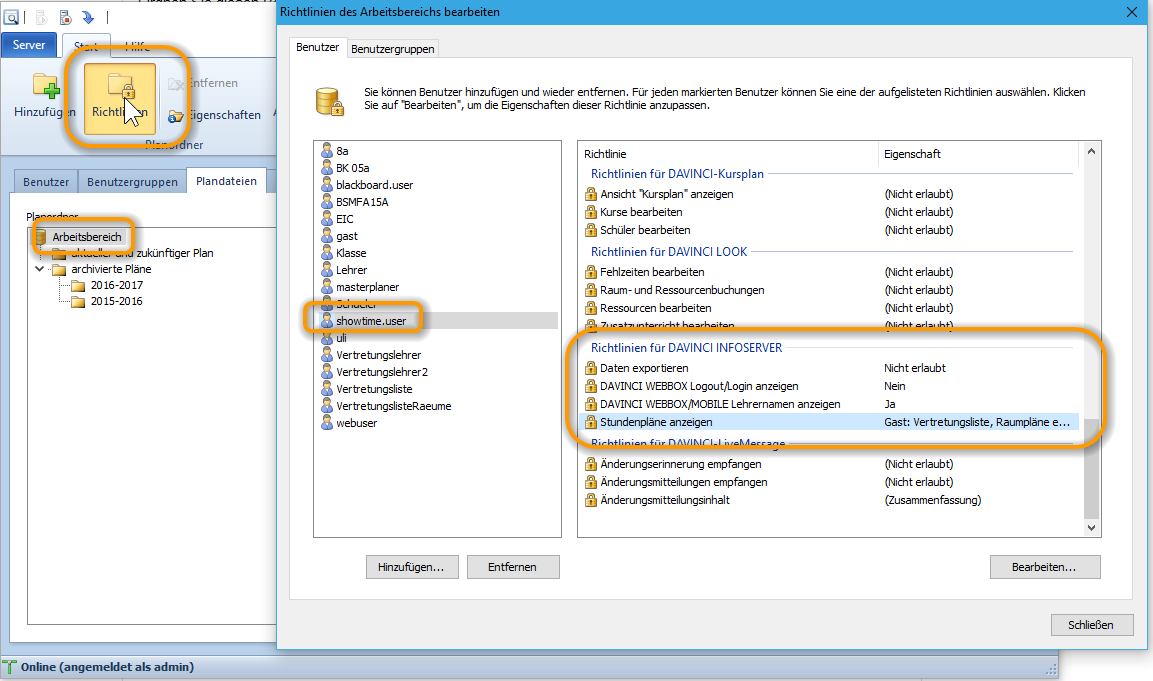 Richtlinien des Arbeitsbereichs bearbeiten
Server
Start
Hilfe
Hinzufügen
Richtlinien
Entfernen
Eigenschaften
Planordner
Benutzer
Benutzergruppen
Plandateien
Planordner
Arbeitsbereich
aktueller und zukünftiger Plan
archivierte Pläne
2016-2017
2015-2016
Benutzer
Benutzergruppen
Sie können Benutzer hinzufügen und wieder entfernen. Für jeden markierten Benutzer können Sie eine der aufgelisteten Richtlinien auswählen. Klicken
Sie auf "Bearbeiten", um die Eigenschaften dieser Richtlinie anzupassen.
8a
BK 05a
blackboard.user
BSMFA15A
EIC
gast
Klasse
Lehrer
masterplaner
Schueler
showtime.user
uli
Vertretungslehrer
Vertretungslehrer2
Vertretungsliste
VertretungslisteRaeume
webuser
Richtlinie Eigenschaft
Richtlinien für DAVINCI-Kursplan
Ansicht "Kursplan" anzeigen (Nicht erlaubt)
Kurse bearbeiten (Nicht erlaubt)
Schüler bearbeiten (Nicht erlaubt)
Richtlinien für DAVINCI LOOK
Fehlzeiten bearbeiten (Nicht erlaubt)
Raum- und Ressourcenbuchungen (Nicht erlaubt)
Ressourcen bearbeiten (Nicht erlaubt)
Zusatzunterricht bearbeiten (Nicht erlaubt)
Richtlinien für DAVINCI INFOSERVER
Daten exportieren Nicht erlaubt
DAVINCI WEBBOX Logout/Login anzeigen Nein
DAVINCI WEBBOX/MOBILE Lehrernamen anzeigen Ja
Stundenpläne anzeigen Gast: Vertretungsliste, Raumpläne e...
Richtlinien für DAVINCI-LiveMessage
Änderungserinnerung empfangen (Nicht erlaubt)
Änderungsmitteilungen empfangen (Nicht erlaubt)
Änderungsmitteilungsinhalt (Zusammenfassung)
Hinzufügen...
Entfernen
Bearbeiten...
Schließen
Online (angemeldet als admin)